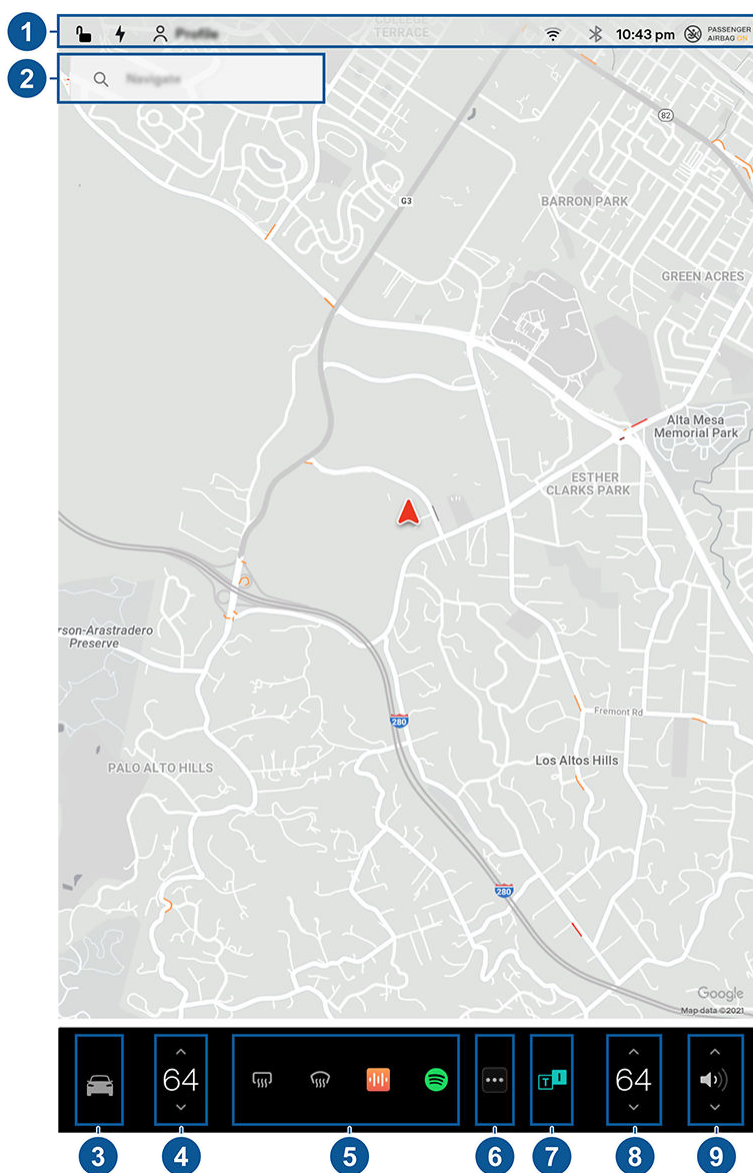 1
COLLEGE
TERRACE
Profile
10:43 pm
PASSENGER
AIRBAG ON
2
Navigate
82
G3
BARRON PARK
GREEN ACRES
Alta Mesa
Memorial Park
ESTHER
CLARKS PARK
rson-Arastradero
Preserve
280
Fremont Rd
PALO ALTO HILLS
Los Altos Hills
280
Google
Map data ©2021
64
T
I
64
3
4
5
6
7
8
9